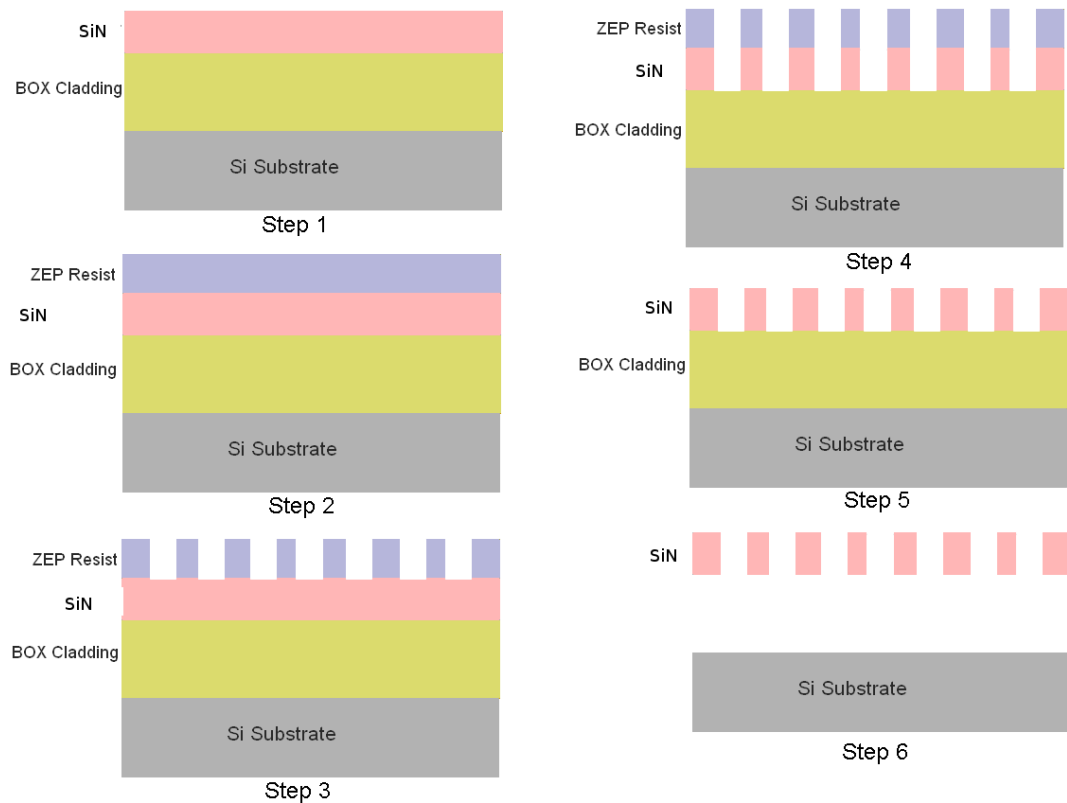 SiN
BOX Cladding
Si Substrate
Step 1
ZEP Resist
SiN
BOX Cladding
Si Substrate
Step 2
ZEP Resist
SiN
BOX Cladding
Si Substrate
Step 3
ZEP Resist
SiN
BOX Cladding
Si Substrate
Step 4
SiN
BOX Cladding
Si Substrate
Step 5
SiN
Si Substrate
Step 6